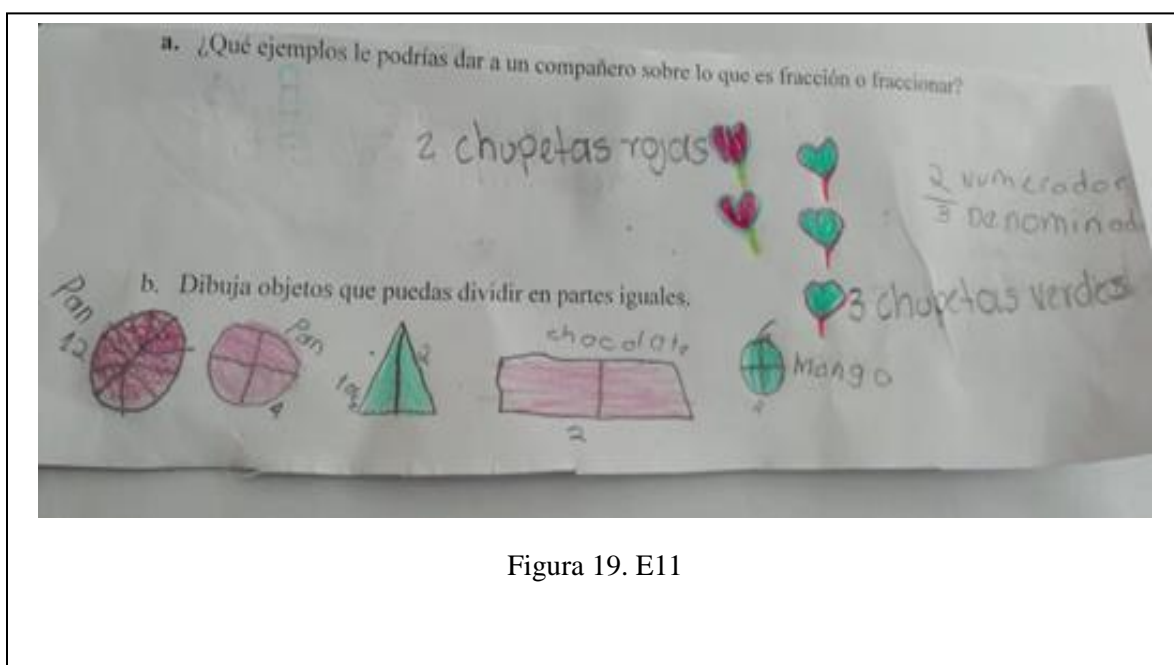 a. ¿Qué ejemplos le podrías dar a un compañero sobre lo que es fracción o fraccionar?
2 chupetas rojas
2 numerador
3 Denominad
3 chupetas verdes
b. Dibuja objetos que puedas dividir en partes iguales.
Pan
12
Pan
4
2
chocolate
2
Mango
Figura 19. E11